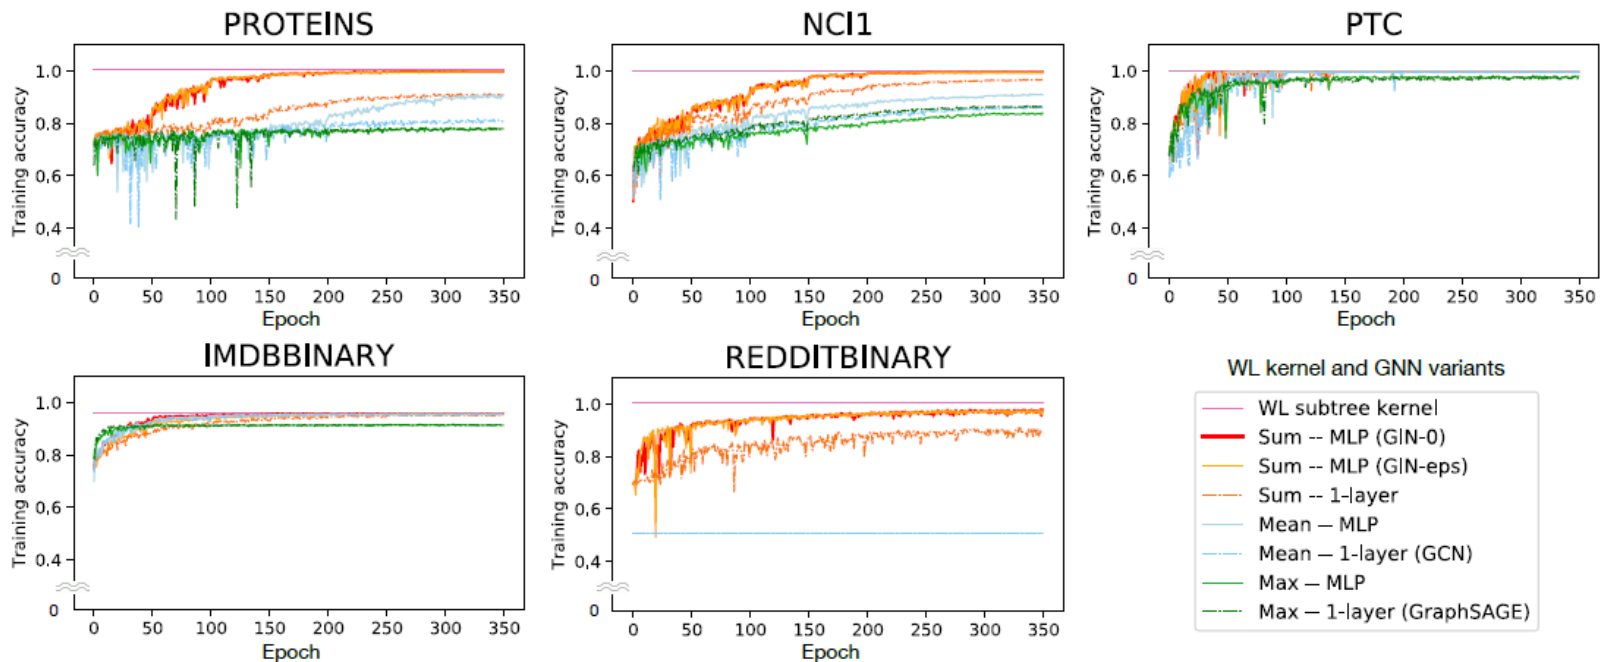 PROTEINS
1.0
0.8
0.6
0.4
0
Training accuracy
0 50 100 150 200 250 300 350
Epoch
NCI1
1.0
0.8
0.6
0.4
0
Training accuracy
0 50 100 150 200 250 300 350
Epoch
PTC
1.0
0.8
0.6
0.4
0
Training accuracy
0 50 100 150 200 250 300 350
Epoch
IMDBBINARY
1.0
0.8
0.6
0.4
0
Training accuracy
0 50 100 150 200 250 300 350
Epoch
REDDITBINARY
1.0
0.8
0.6
0.4
0
Training accuracy
0 50 100 150 200 250 300 350
Epoch
WL kernel and GNN variants
WL subtree kernel
Sum -- MLP (GIN-0)
Sum -- MLP (GIN-eps)
Sum -- 1-layer
Mean — MLP
Mean — 1-layer (GCN)
Max — MLP
Max — 1-layer (GraphSAGE)